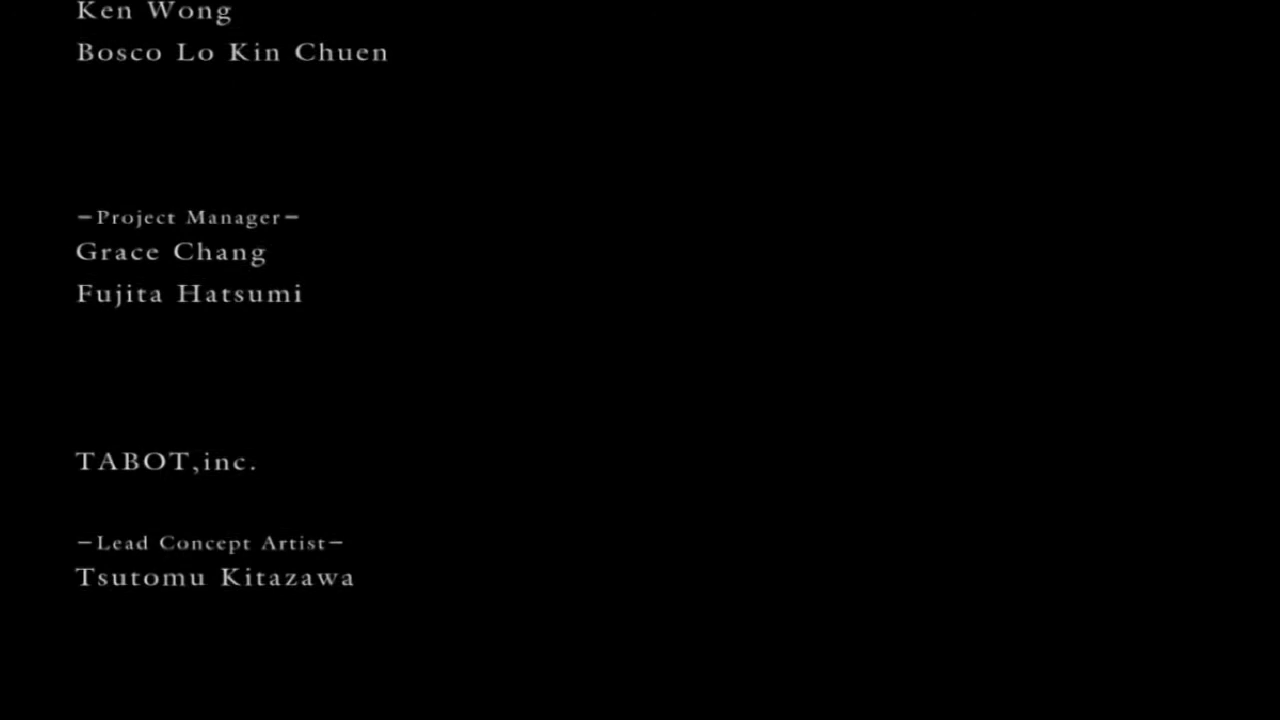 Ken Wong
Bosco Lo Kin Chuen
-Project Manager-
Grace Chang
Fujita Hatsumi
TABOT,inc.
-Lead Concept Artist-
Tsutomu Kitazawa